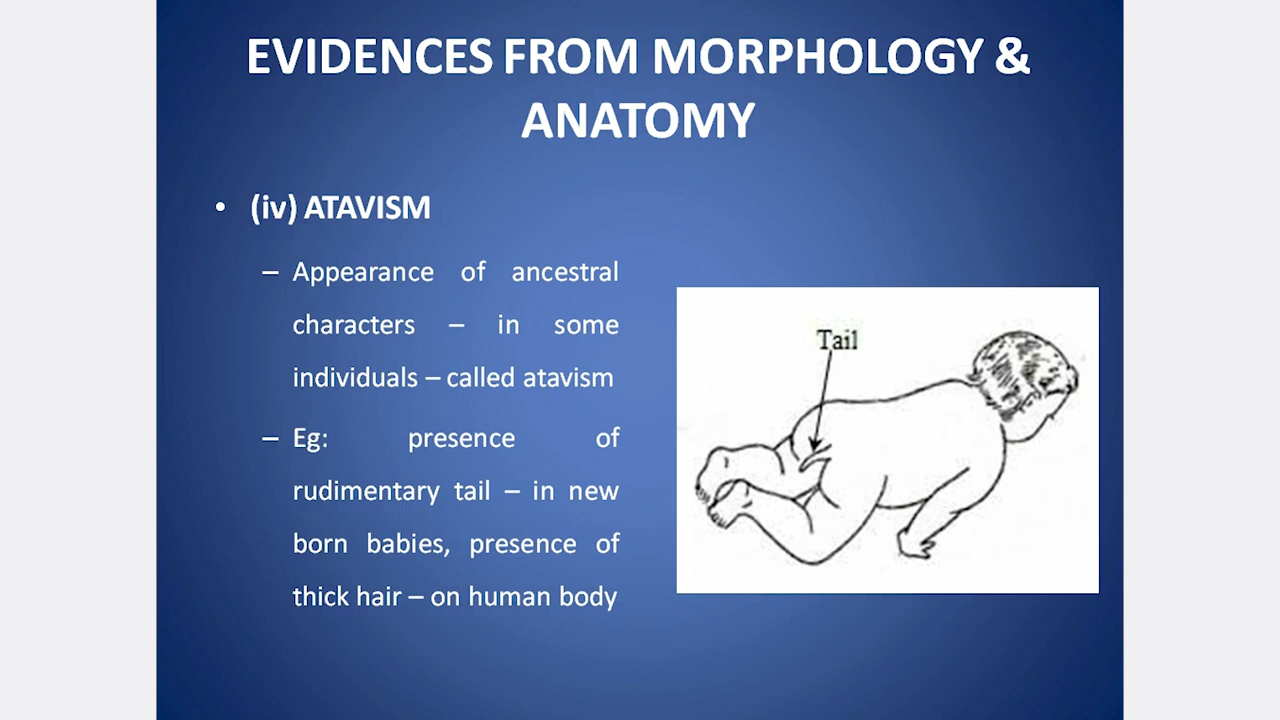 EVIDENCES FROM MORPHOLOGY &
ANATOMY
• (iv) ATAVISM
– Appearance of ancestral
characters – in some
individuals – called atavism
– Eg: presence of
rudimentary tail – in new
born babies, presence of
thick hair – on human body
Tail